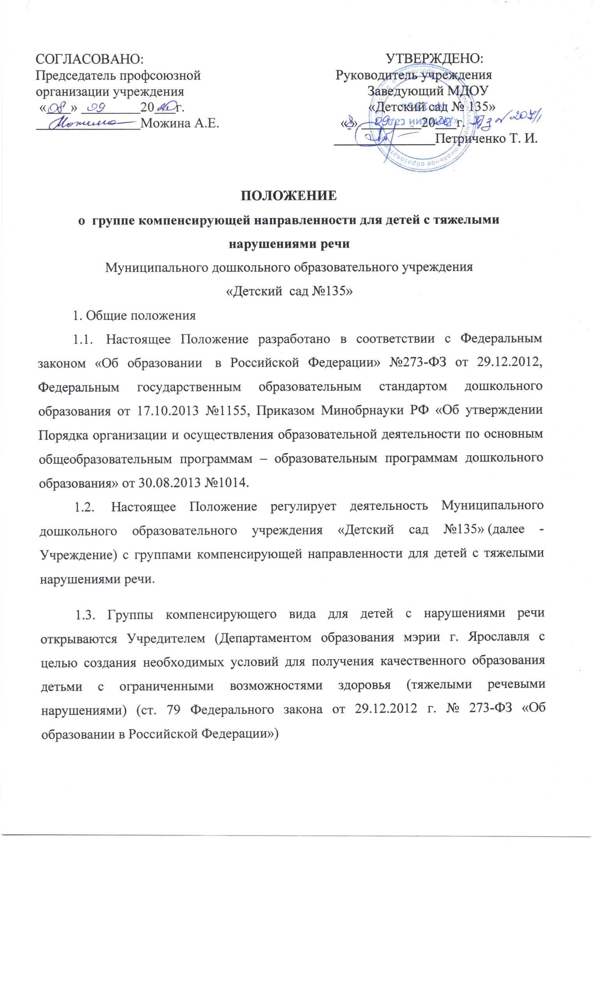 СОГЛАСОВАНО:
Председатель профсоюзной
организации учреждения
«08» 09 2020г.
Можина А.Е.
УТВЕРЖДЕНО:
Руководитель учреждения
Заведующий МДОУ
«Детский сад № 135»
«8» 09 2020г.
Петриченко Т. И.
ПОЛОЖЕНИЕ
о группе компенсирующей направленности для детей с тяжелыми
нарушениями речи
Муниципального дошкольного образовательного учреждения
«Детский сад №135»
1. Общие положения
1.1. Настоящее Положение разработано в соответствии с Федеральным
законом «Об образовании в Российской Федерации» №273-ФЗ от 29.12.2012,
Федеральным государственным образовательным стандартом дошкольного
образования от 17.10.2013 №1155, Приказом Минобрнауки РФ «Об утверждении
Порядка организации и осуществления образовательной деятельности по основным
общеобразовательным программам – образовательным программам дошкольного
образования» от 30.08.2013 №1014.
1.2. Настоящее Положение регулирует деятельность Муниципального
дошкольного образовательного учреждения «Детский сад №135» (далее -
Учреждение) с группами компенсирующей направленности для детей с тяжелыми
нарушениями речи.
1.3. Группы компенсирующего вида для детей с нарушениями речи
открываются Учредителем (Департаментом образования мэрии г. Ярославля с
целью создания необходимых условий для получения качественного образования
детьми с ограниченными возможностями здоровья (тяжелыми речевыми
нарушениями) (ст. 79 Федерального закона от 29.12.2012 г. № 273-ФЗ «Об
образовании в Российской Федерации»)